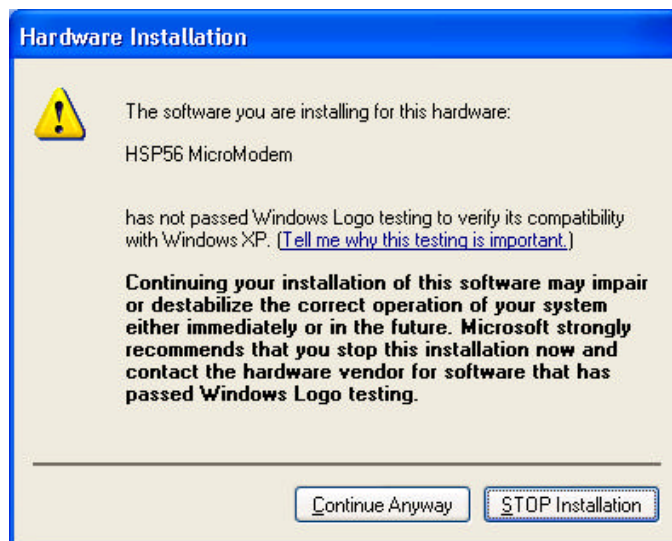 Hardware Installation
The software you are installing for this hardware:
HSP56 MicroModem
has not passed Windows Logo testing to verify its compatibility
with Windows XP. (Tell me why this testing is important.)
Continuing your installation of this software may impair
or destabilize the correct operation of your system
either immediately or in the future. Microsoft strongly
recommends that you stop this installation now and
contact the hardware vendor for software that has
passed Windows Logo testing.
Continue Anyway
STOP Installation